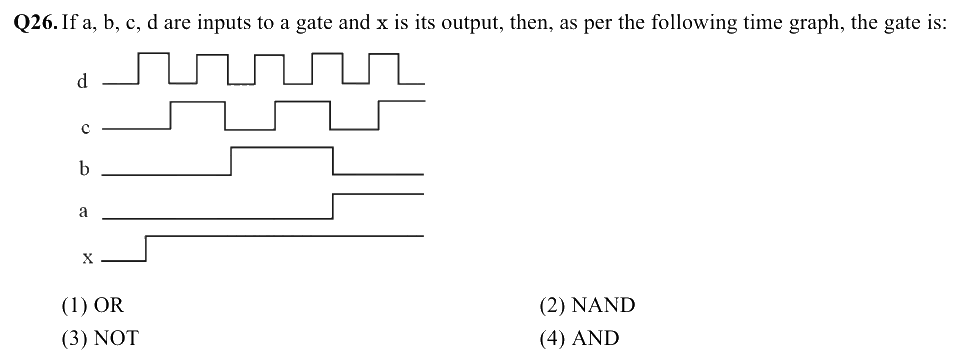 Q26. If a, b, c, d are inputs to a gate and x is its output, then, as per the following time graph, the gate is:
d
c
b
a
x
(1) OR (2) NAND
(3) NOT (4) AND